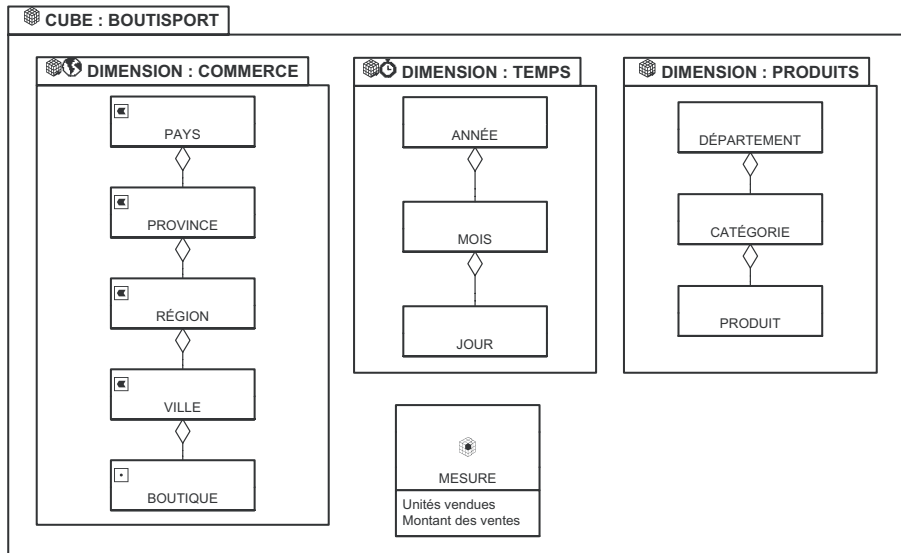 CUBE : BOUTISPORT
DIMENSION : COMMERCE
PAYS
PROVINCE
RÉGION
VILLE
BOUTIQUE
DIMENSION : TEMPS
ANNÉE
MOIS
JOUR
DIMENSION : PRODUITS
DÉPARTEMENT
CATÉGORIE
PRODUIT
MESURE
Unités vendues
Montant des ventes